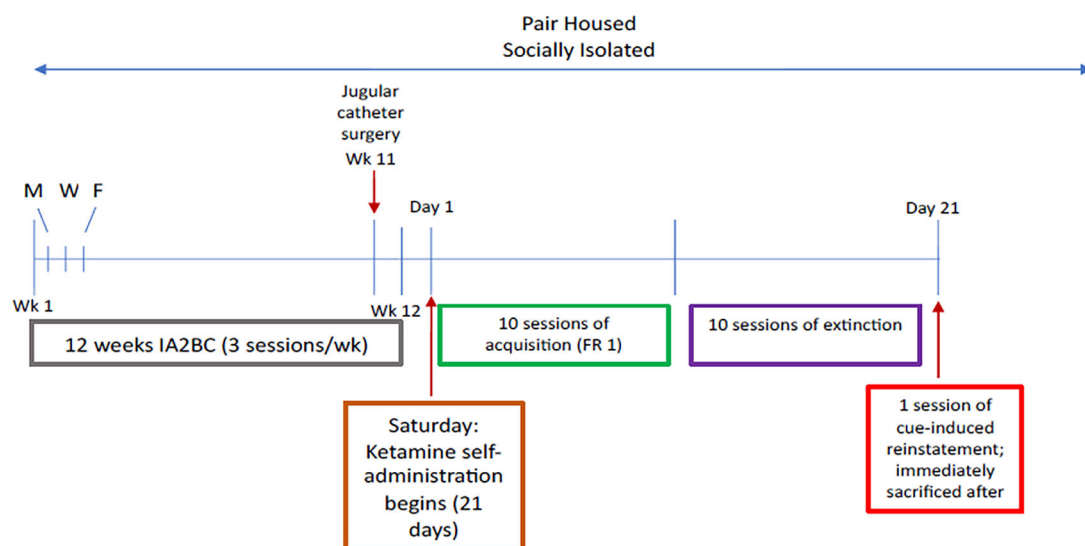 Pair Housed
Socially Isolated
Jugular
catheter
surgery
Wk 11
M W F
Day 1
Day 21
Wk 1
Wk 12
12 weeks IA2BC (3 sessions/wk)
10 sessions of
acquisition (FR 1)
10 sessions of extinction
Saturday:
Ketamine self-
administration
begins (21
days)
1 session of
cue-induced
reinstatement;
immediately
sacrificed after